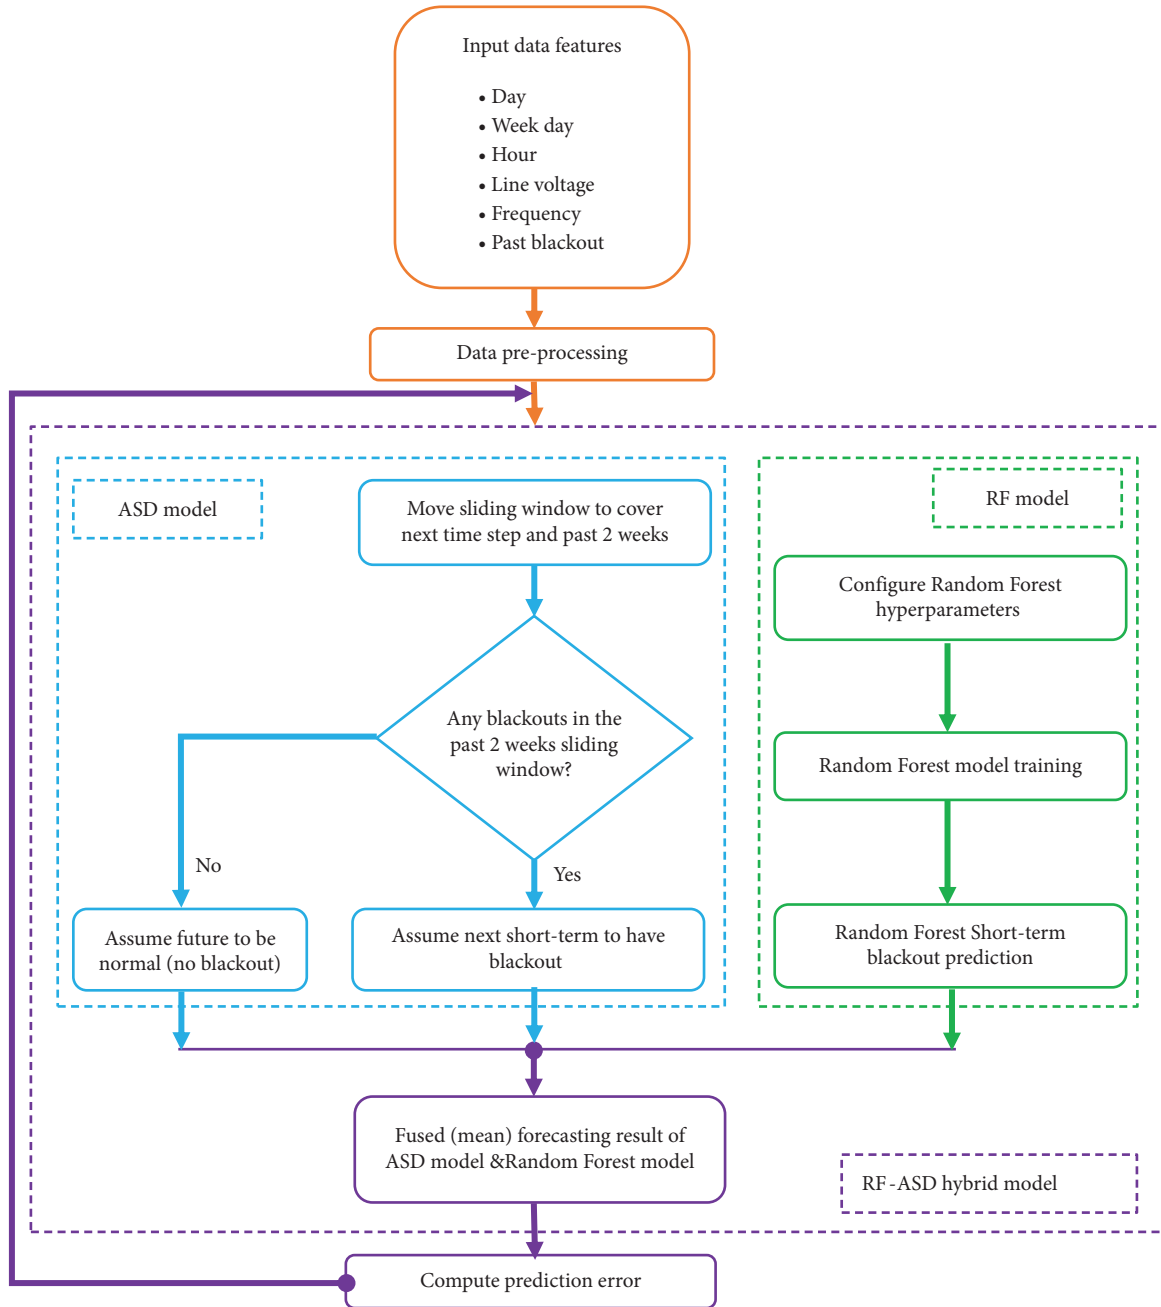 Input data features
• Day
• Week day
• Hour
• Line voltage
• Frequency
• Past blackout
Data pre-processing
ASD model
Move sliding window to cover
next time step and past 2 weeks
Any blackouts in the
past 2 weeks sliding
window?
No
Yes
Assume future to be
normal (no blackout)
Assume next short-term to have
blackout
RF model
Configure Random Forest
hyperparameters
Random Forest model training
Random Forest Short-term
blackout prediction
Fused (mean) forecasting result of
ASD model &Random Forest model
RF-ASD hybrid model
Compute prediction error